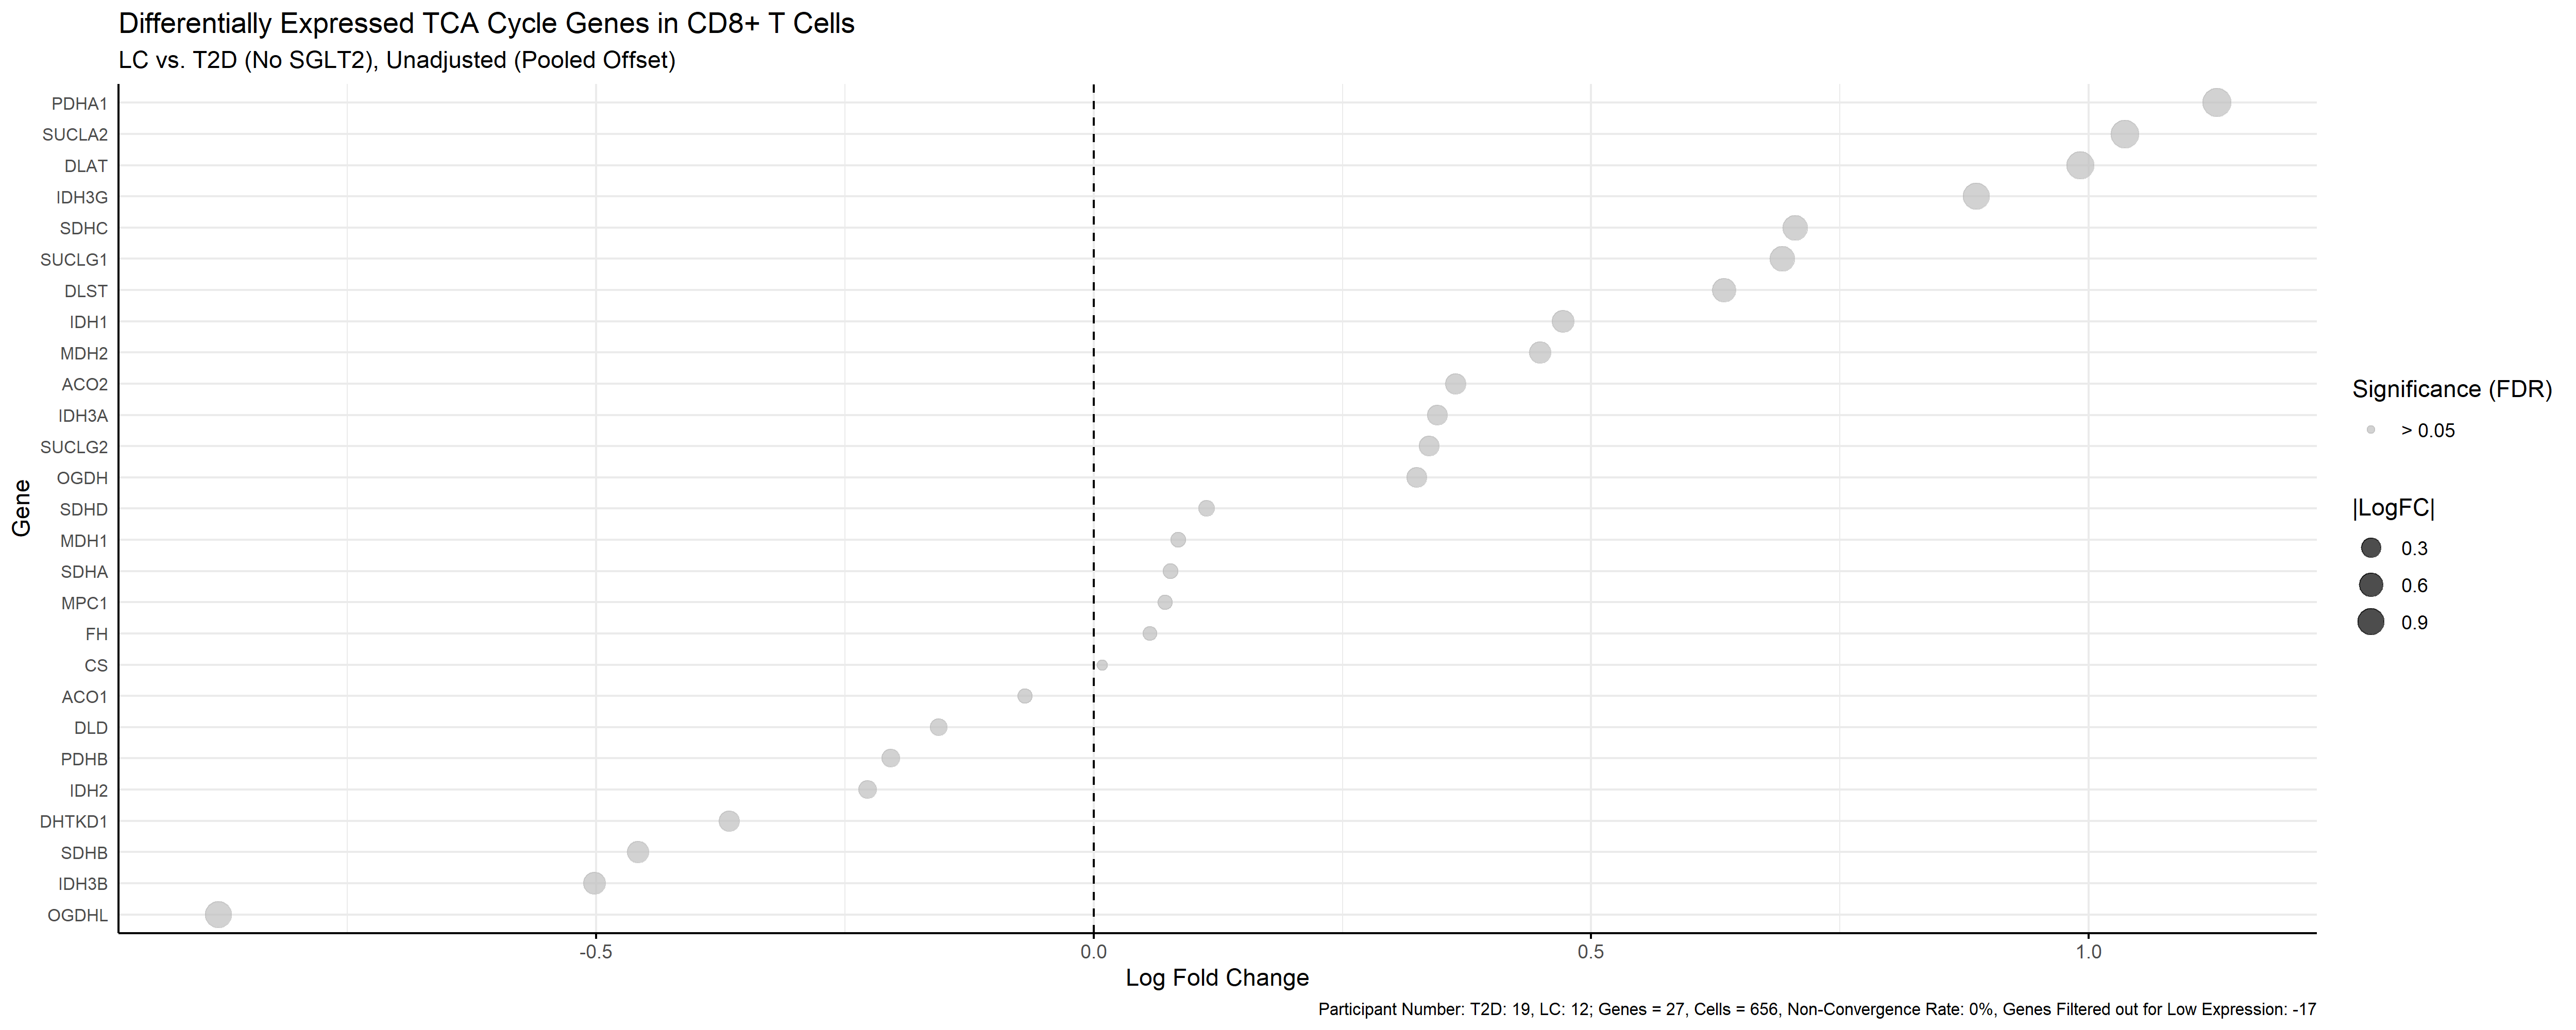 Differentially Expressed TCA Cycle Genes in CD8+ T Cells
LC vs. T2D (No SGLT2), Unadjusted (Pooled Offset)
Gene
PDHA1
SUCLA2
DLAT
IDH3G
SDHC
SUCLG1
DLST
IDH1
MDH2
ACO2
IDH3A
SUCLG2
OGDH
SDHD
MDH1
SDHA
MPC1
FH
CS
ACO1
DLD
PDHB
IDH2
DHTKD1
SDHB
IDH3B
OGDHL
-0.5
0.0
0.5
1.0
Log Fold Change
Significance (FDR)
> 0.05
|LogFC|
0.3
0.6
0.9
Participant Number: T2D: 19, LC: 12; Genes = 27, Cells = 656, Non-Convergence Rate: 0%, Genes Filtered out for Low Expression: -17